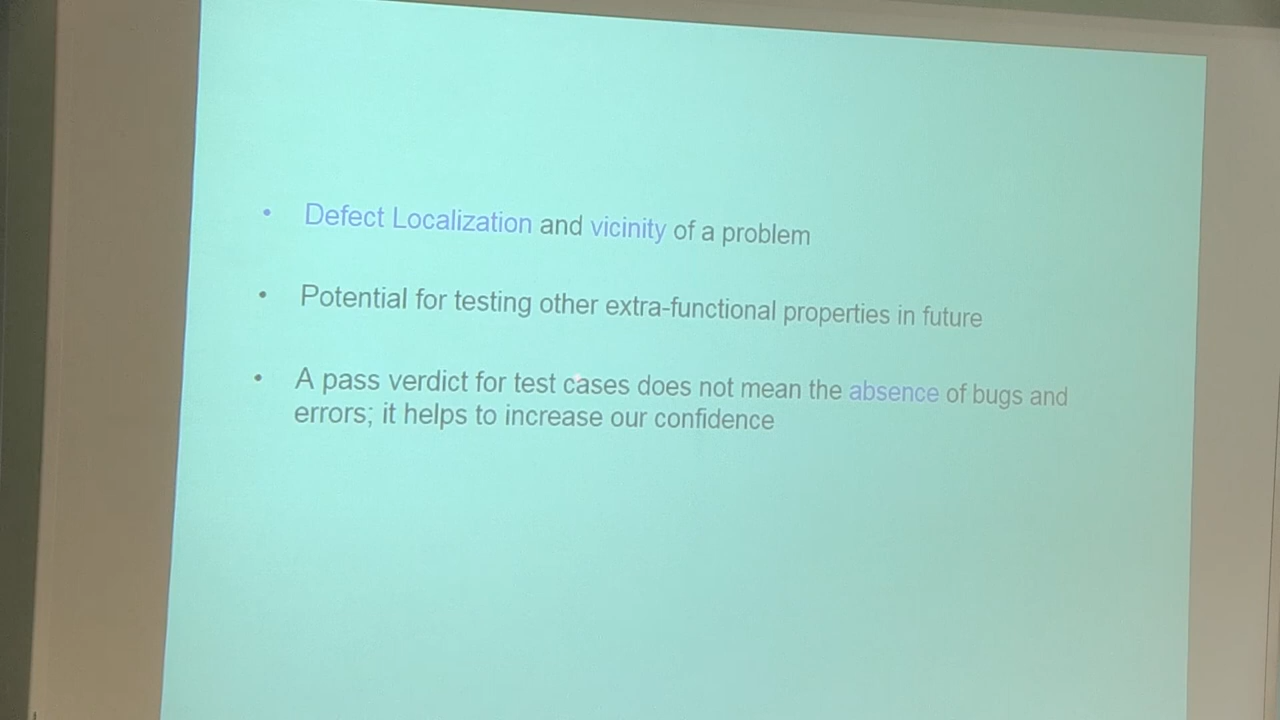 • Defect Localization and vicinity of a problem
• Potential for testing other extra-functional properties in future
• A pass verdict for test cases does not mean the absence of bugs and
errors; it helps to increase our confidence